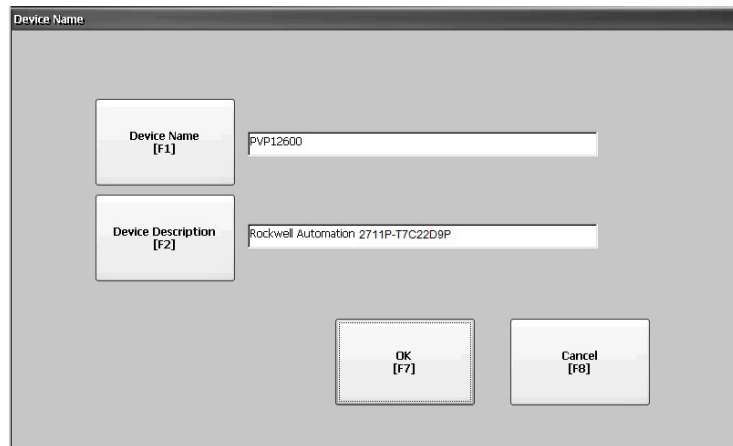 Device Name
Device Name
[F1]
PVP12600
Device Description
[F2]
Rockwell Automation 2711P-T7C22D9P
OK
[F7]
Cancel
[F8]